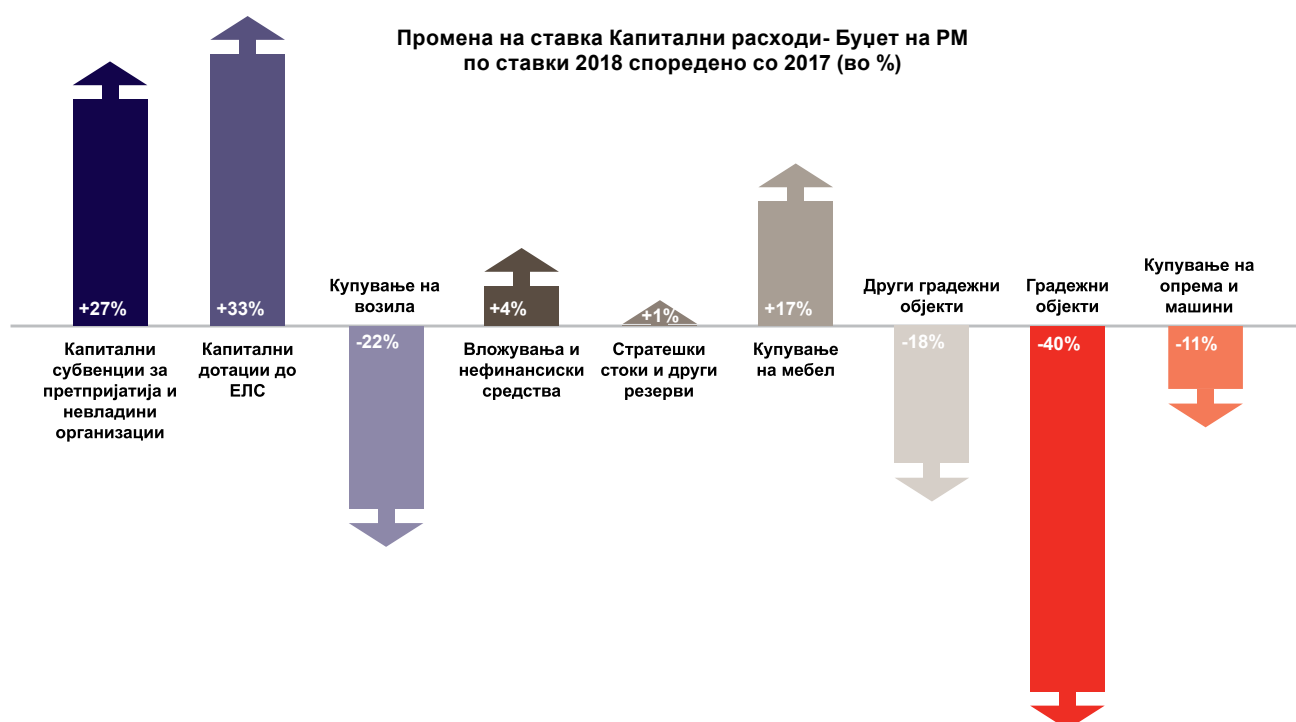 Промена на ставка Капитални расходи- Буџет на РМ
по ставки 2018 споредено со 2017 (во %)
+27%
Капитални
субвенции за
претпријатија и
невладини
организации
+33%
Капитални
дотации до
ЕЛС
Купување на
возила
-22%
+4%
Вложувања и
нефинансиски
средства
+1%
Стратешки
стоки и други
резерви
+17%
Купување
на мебел
Други градежни
објекти
-18%
Градежни
објекти
-40%
Купување на
опрема и
машини
-11%